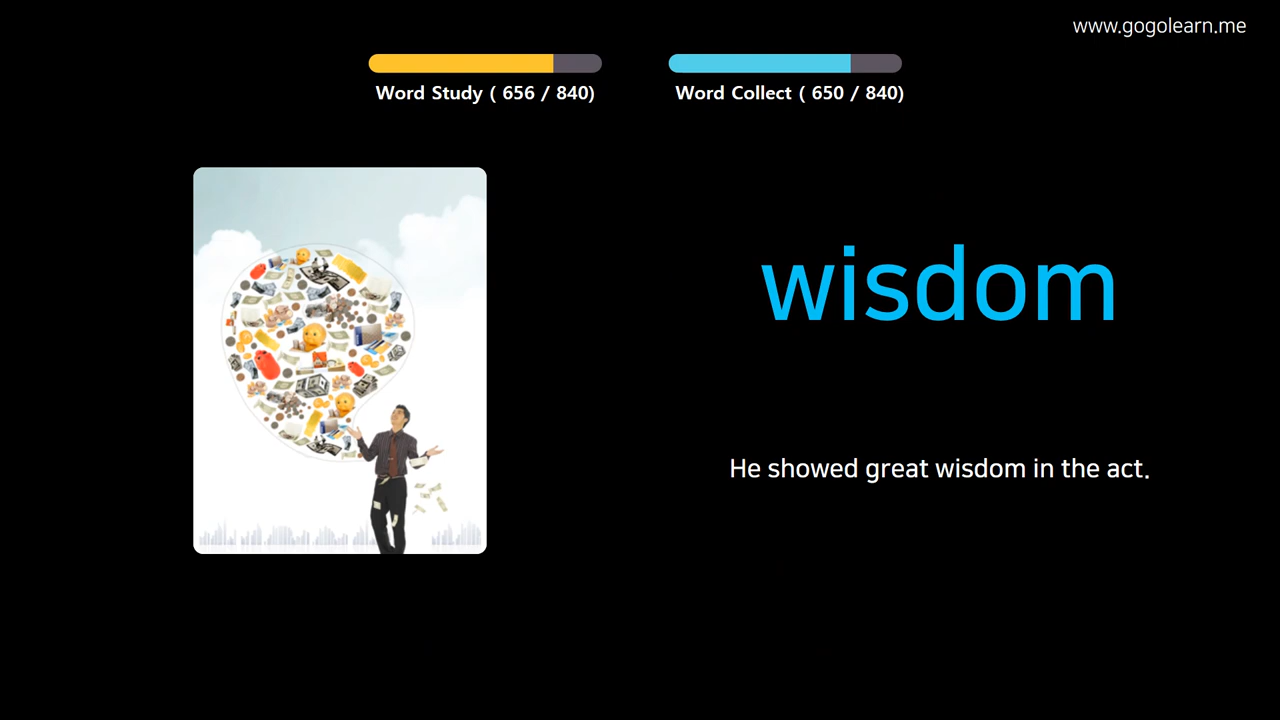 www.gogolearn.me
Word Study ( 656 / 840)
Word Collect ( 650 / 840)
wisdom
He showed great wisdom in the act.